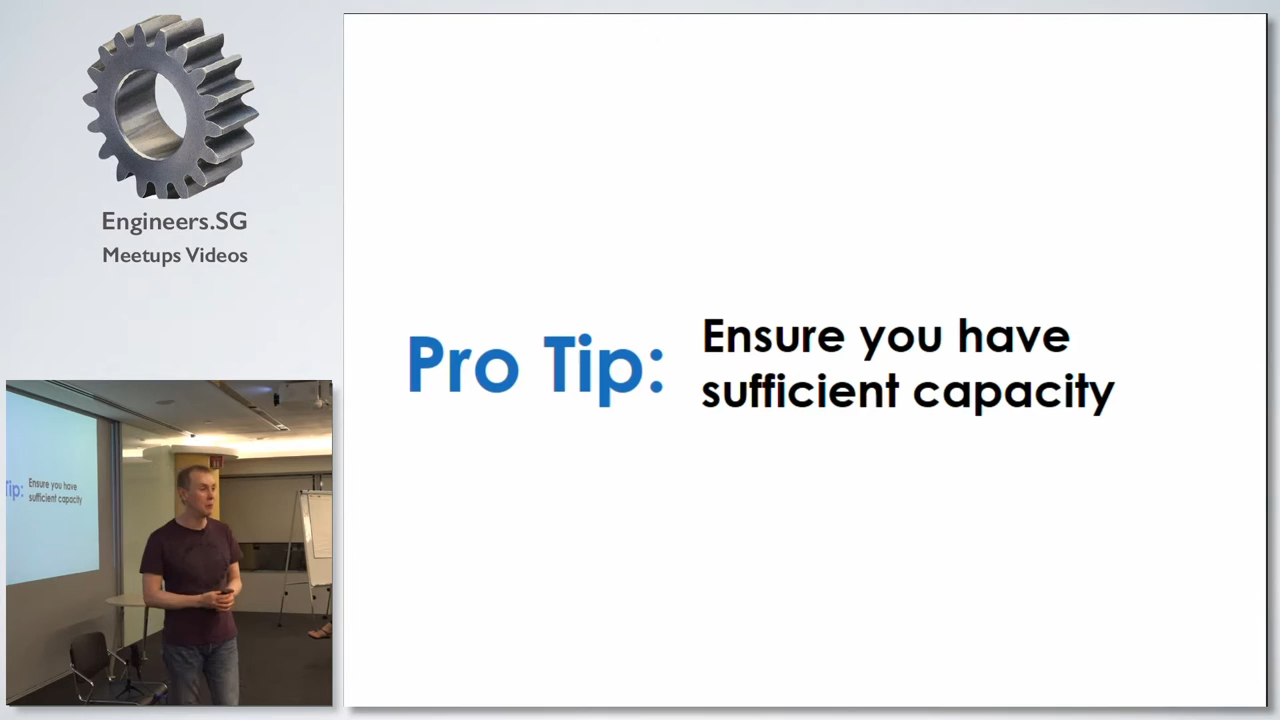 Engineers.SG
Meetups Videos
Pro Tip:
Ensure you have
sufficient capacity
Tip:
Ensure you have
sufficient capacity